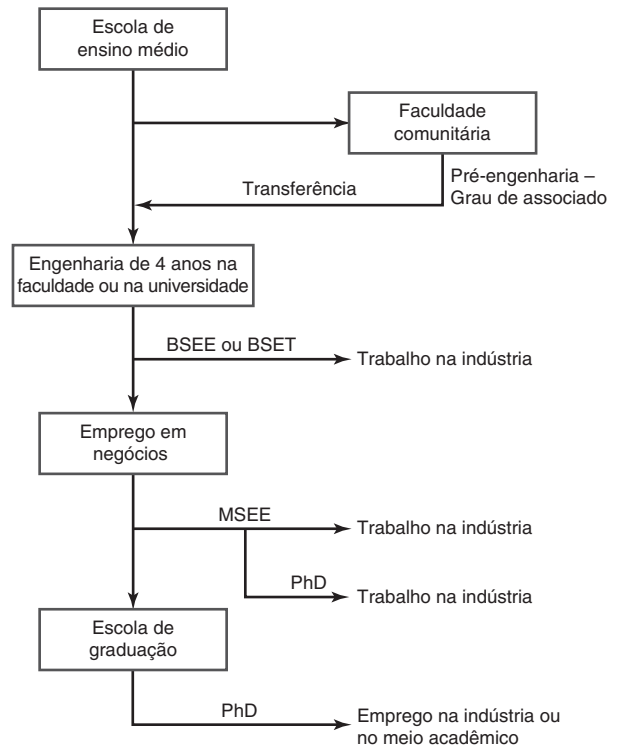 Escola de
ensino médio
Faculdade
comunitária
Pré-engenharia –
Grau de associado
Transferência
Engenharia de 4 anos na
faculdade ou na universidade
BSEE ou BSET
Trabalho na indústria
Emprego em
negócios
MSEE
Trabalho na indústria
PhD
Trabalho na indústria
Escola de
graduação
PhD
Emprego na indústria ou
no meio acadêmico